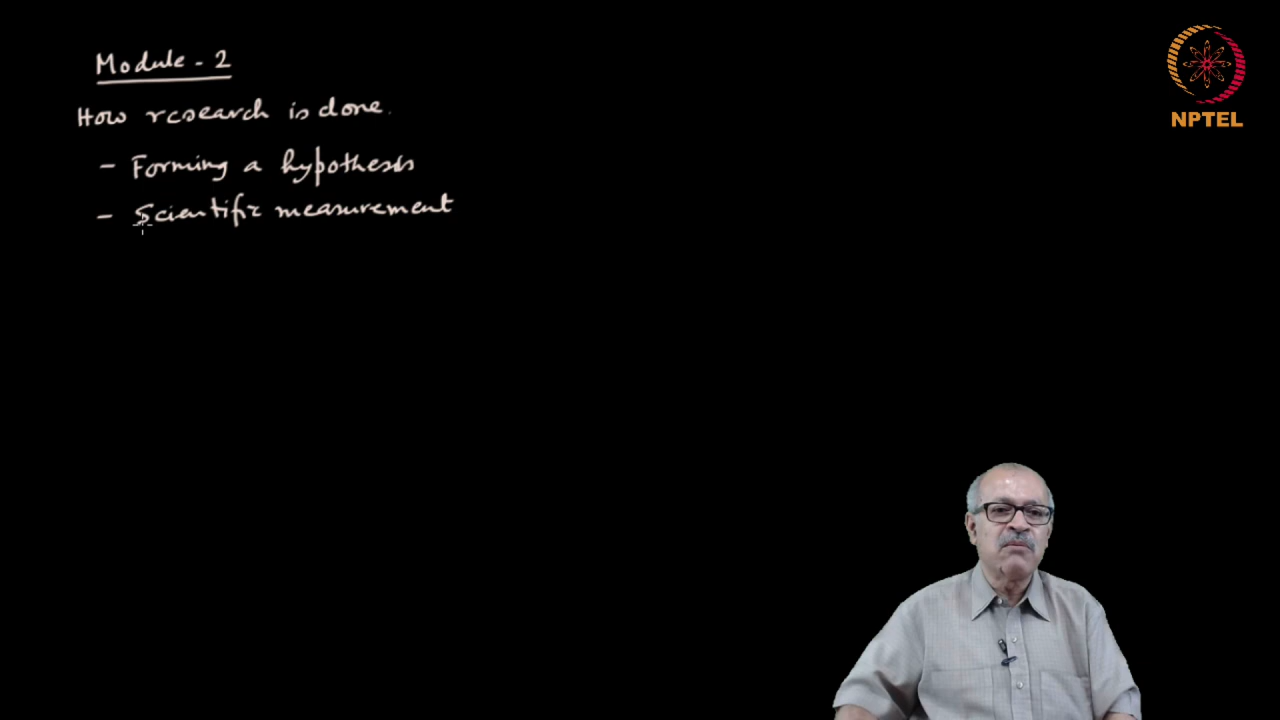 Module - 2
How research is done.
- Forming a hypothesis
- Scientific measurement
NPTEL